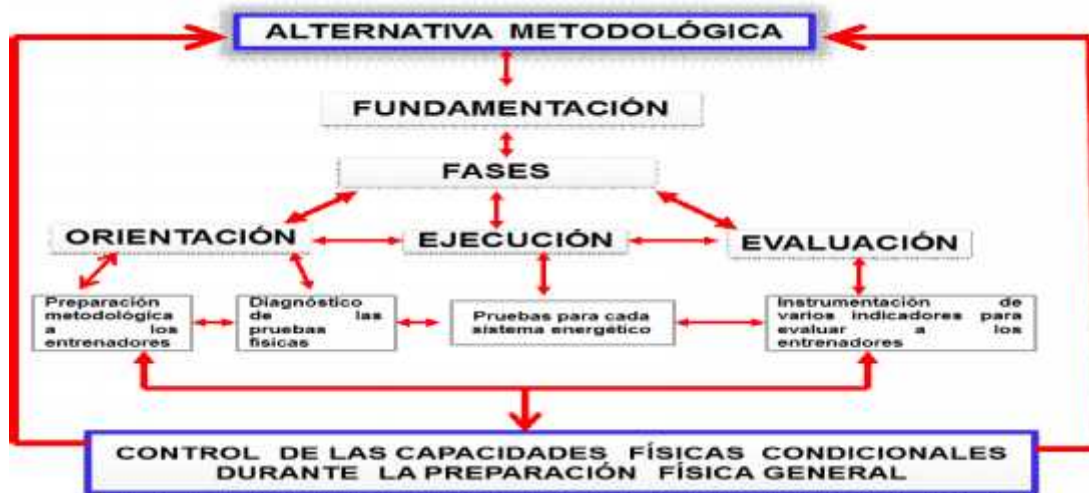 ALTERNATIVA METODOLÓGICA
FUNDAMENTACIÓN
FASES
ORIENTACIÓN
EJECUCIÓN
EVALUACIÓN
Preparación
metodológica
a los
entrenadores
Diagnóstico
de las
pruebas
físicas
Pruebas para cada
sistema energético
Instrumentación de
varios indicadores para
evaluar a los
entrenadores
CONTROL DE LAS CAPACIDADES FÍSICAS CONDICIONALES
DURANTE LA PREPARACIÓN FÍSICA GENERAL